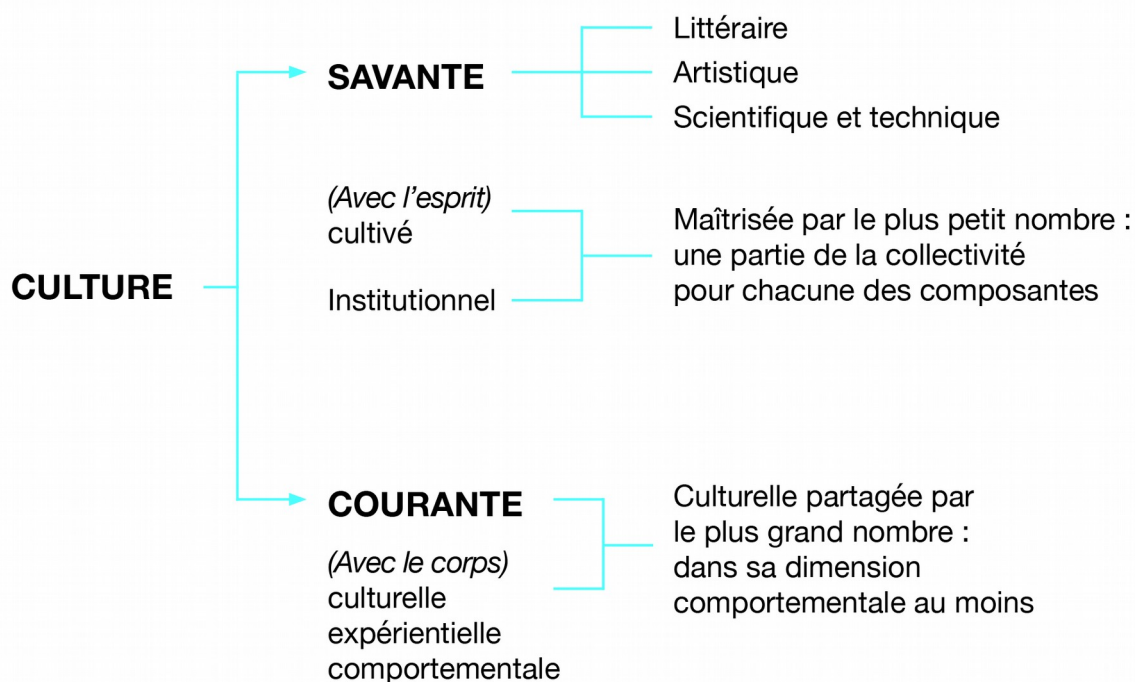 CULTURE
SAVANTE
Littéraire
Artistique
Scientifique et technique
(Avec l'esprit)
cultivé
Institutionnel
Maîtrisée par le plus petit nombre :
une partie de la collectivité
pour chacune des composantes
COURANTE
(Avec le corps)
culturelle
expérientielle
comportementale
Culturelle partagée par
le plus grand nombre :
dans sa dimension
comportementale au moins